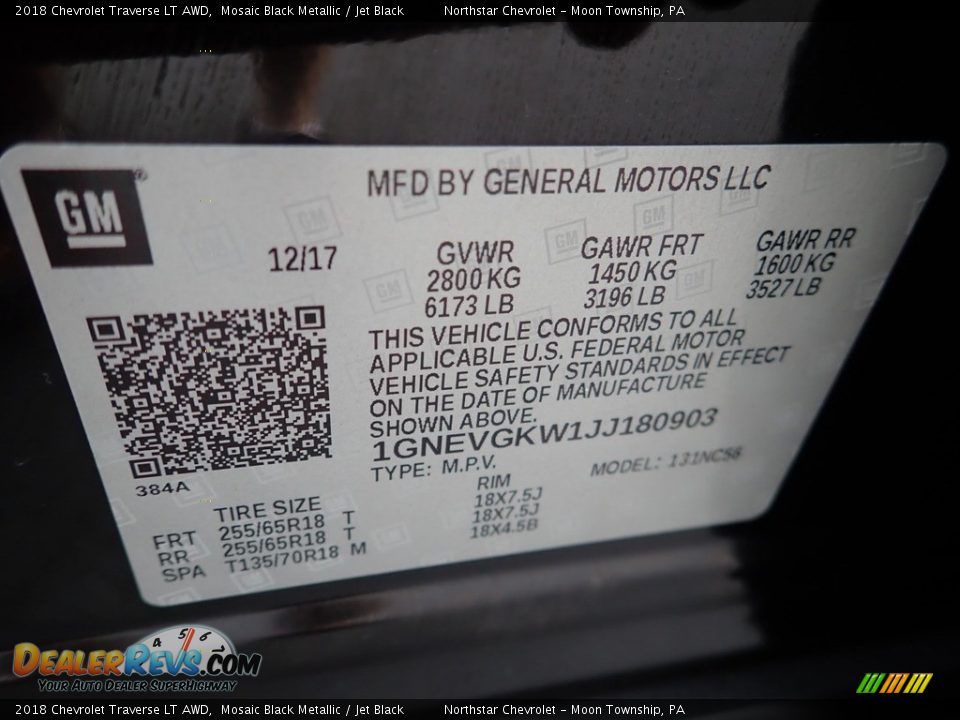 2018 Chevrolet Traverse LT AWD, Mosaic Black Metallic / Jet Black Northstar Chevrolet - Moon Township, PA
GM ®
MFD BY GENERAL MOTORS LLC
12/17
GVWR
2800 KG
6173 LB
GAWR FRT
1450 KG
3196 LB
GAWR RR
1600 KG
3527 LB
THIS VEHICLE CONFORMS TO ALL
APPLICABLE U.S. FEDERAL MOTOR
VEHICLE SAFETY STANDARDS IN EFFECT
ON THE DATE OF MANUFACTURE
SHOWN ABOVE.
1GNEVGKW1JJ180903
TYPE: M.P.V. MODEL: 131NC56
384A
TIRE SIZE RIM
FRT 255/65R18 T 18X7.5J
RR 255/65R18 T 18X7.5J
SPA T135/70R18 M 18X4.5B
4 5 6
DEALERREVS.COM
YOUR AUTO DEALER SUPERHIGHWAY
2018 Chevrolet Traverse LT AWD, Mosaic Black Metallic / Jet Black Northstar Chevrolet - Moon Township, PA